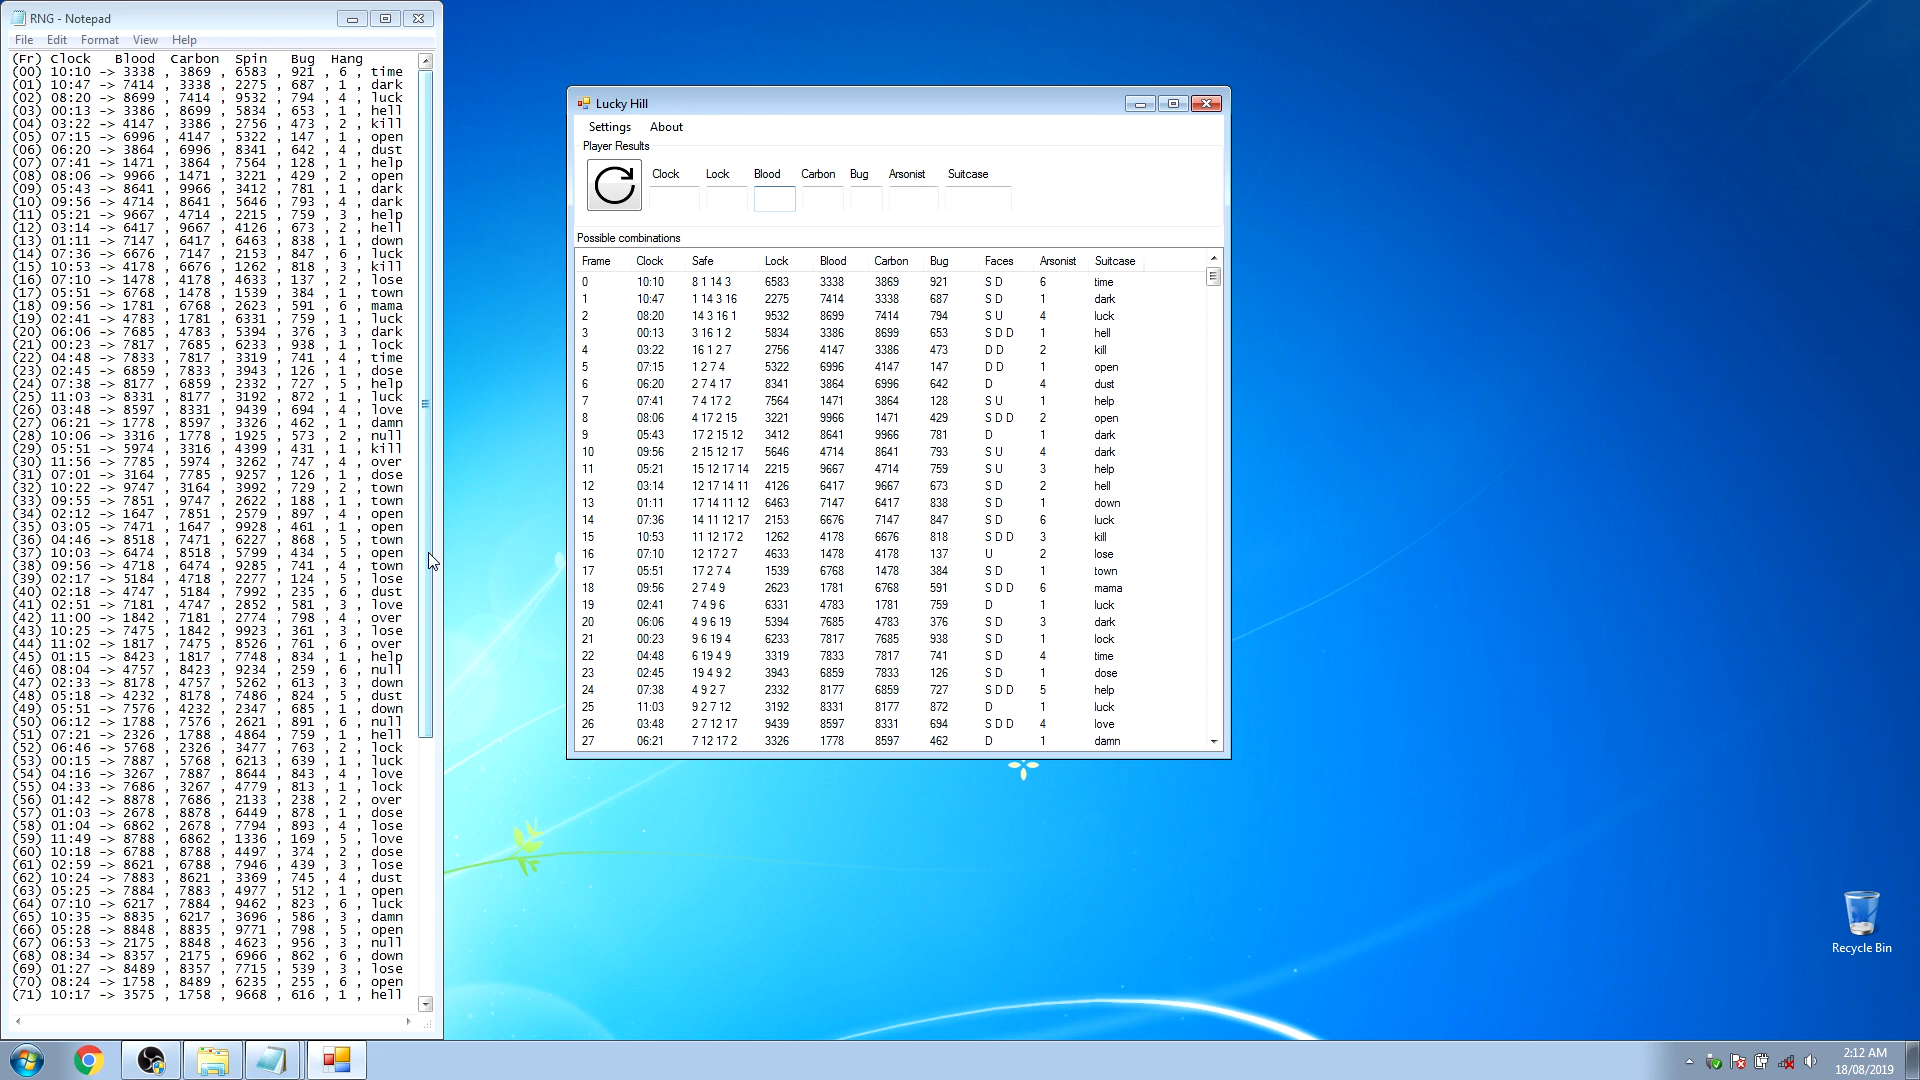 RNG - Notepad
File Edit Format View Help
(Fr) Clock Blood Carbon Spin Bug Hang
(00) 10:10 -> 3338 , 3869 , 6583 , 921 , 6 , time
(01) 10:47 -> 7414 , 3338 , 2275 , 687 , 1 , dark
(02) 08:20 -> 8699 , 7414 , 9532 , 794 , 4 , luck
(03) 00:13 -> 3386 , 8699 , 5834 , 653 , 1 , hell
(04) 03:22 -> 4147 , 3386 , 2756 , 473 , 2 , kill
(05) 07:15 -> 6996 , 4147 , 5322 , 147 , 1 , open
(06) 06:20 -> 3864 , 6996 , 8341 , 642 , 4 , dust
(07) 07:41 -> 1471 , 3864 , 7564 , 128 , 1 , help
(08) 08:06 -> 9966 , 1471 , 3221 , 429 , 2 , open
(09) 05:43 -> 8641 , 9966 , 3412 , 781 , 1 , dark
(10) 09:56 -> 4714 , 8641 , 5646 , 793 , 4 , dark
(11) 05:21 -> 9667 , 4714 , 2215 , 759 , 3 , help
(12) 03:14 -> 6417 , 9667 , 4126 , 673 , 2 , hell
(13) 01:11 -> 7147 , 6417 , 6463 , 838 , 1 , down
(14) 07:36 -> 6676 , 7147 , 2153 , 847 , 6 , luck
(15) 10:53 -> 4178 , 6676 , 1262 , 818 , 3 , kill
(16) 07:10 -> 1478 , 4178 , 4633 , 137 , 2 , lose
(17) 05:51 -> 6768 , 1478 , 1539 , 384 , 1 , town
(18) 09:56 -> 1781 , 6768 , 2623 , 591 , 6 , mama
(19) 02:41 -> 4783 , 1781 , 6331 , 759 , 1 , luck
(20) 06:06 -> 7685 , 4783 , 5394 , 376 , 3 , dark
(21) 00:23 -> 7817 , 7685 , 6233 , 938 , 1 , lock
(22) 04:48 -> 7833 , 7817 , 3319 , 741 , 4 , time
(23) 02:45 -> 6859 , 7833 , 3943 , 126 , 1 , dose
(24) 07:38 -> 8177 , 6859 , 2332 , 727 , 5 , help
(25) 11:03 -> 8331 , 8177 , 3192 , 872 , 1 , luck
(26) 03:48 -> 8597 , 8331 , 9439 , 694 , 4 , love
(27) 06:21 -> 1778 , 8597 , 3326 , 462 , 1 , damn
(28) 10:06 -> 3316 , 1778 , 1925 , 573 , 2 , null
(29) 05:51 -> 5974 , 3316 , 4399 , 431 , 1 , kill
(30) 11:56 -> 7785 , 5974 , 3262 , 747 , 4 , over
(31) 07:01 -> 3164 , 7785 , 9257 , 126 , 1 , dose
(32) 10:22 -> 9747 , 3164 , 3992 , 729 , 2 , town
(33) 09:55 -> 7851 , 9747 , 2622 , 188 , 1 , town
(34) 02:12 -> 1647 , 7851 , 2579 , 897 , 4 , open
(35) 03:05 -> 7471 , 1647 , 9928 , 461 , 1 , open
(36) 04:46 -> 8518 , 7471 , 6227 , 868 , 5 , town
(37) 10:03 -> 6474 , 8518 , 5799 , 434 , 5 , open
(38) 09:56 -> 4718 , 6474 , 9285 , 741 , 4 , town
(39) 02:17 -> 5184 , 4718 , 2277 , 124 , 5 , lose
(40) 02:18 -> 4747 , 5184 , 7992 , 235 , 6 , dust
(41) 02:51 -> 7181 , 4747 , 2852 , 581 , 3 , love
(42) 11:00 -> 1842 , 7181 , 2774 , 798 , 4 , over
(43) 10:25 -> 7475 , 1842 , 9923 , 361 , 3 , lose
(44) 11:02 -> 1817 , 7475 , 8526 , 761 , 6 , over
(45) 01:15 -> 8423 , 1817 , 7748 , 834 , 1 , help
(46) 08:04 -> 4757 , 8423 , 9234 , 259 , 6 , null
(47) 02:33 -> 8178 , 4757 , 5262 , 613 , 3 , down
(48) 05:18 -> 4232 , 8178 , 7486 , 824 , 5 , dust
(49) 05:51 -> 7576 , 4232 , 2347 , 685 , 1 , down
(50) 06:12 -> 1788 , 7576 , 2621 , 891 , 6 , null
(51) 07:21 -> 2326 , 1788 , 4864 , 759 , 1 , hell
(52) 06:46 -> 5768 , 2326 , 3477 , 763 , 2 , lock
(53) 00:15 -> 7887 , 5768 , 6213 , 639 , 1 , luck
(54) 04:16 -> 3267 , 7887 , 8644 , 843 , 4 , love
(55) 04:33 -> 7686 , 3267 , 4779 , 813 , 1 , lock
(56) 01:42 -> 8878 , 7686 , 2133 , 238 , 2 , over
(57) 01:03 -> 2678 , 8878 , 6449 , 878 , 1 , dose
(58) 01:04 -> 6862 , 2678 , 7794 , 893 , 4 , lose
(59) 11:49 -> 8788 , 6862 , 1336 , 169 , 5 , love
(60) 10:18 -> 6788 , 8788 , 4497 , 374 , 2 , dose
(61) 02:59 -> 8621 , 6788 , 7946 , 439 , 3 , lose
(62) 10:24 -> 7883 , 8621 , 3369 , 745 , 4 , dust
(63) 05:25 -> 7884 , 7883 , 4977 , 512 , 1 , open
(64) 07:10 -> 6217 , 7884 , 9462 , 823 , 6 , luck
(65) 10:35 -> 8835 , 6217 , 3696 , 586 , 3 , damn
(66) 05:28 -> 8848 , 8835 , 9771 , 798 , 5 , open
(67) 06:53 -> 2175 , 8848 , 4623 , 956 , 3 , null
(68) 08:34 -> 8357 , 2175 , 6966 , 862 , 6 , down
(69) 01:27 -> 8489 , 8357 , 7715 , 539 , 3 , lose
(70) 08:24 -> 1758 , 8489 , 6235 , 255 , 6 , open
(71) 10:17 -> 3575 , 1758 , 9668 , 616 , 1 , hell
Lucky Hill
Settings About
Player Results
Clock Lock Blood Carbon Bug Arsonist Suitcase
Possible combinations
Frame Clock Safe Lock Blood Carbon Bug Faces Arsonist Suitcase
0 10:10 8 1 14 3 6583 3338 3869 921 S D 6 time
1 10:47 1 14 3 16 2275 7414 3338 687 S D 1 dark
2 08:20 14 3 16 1 9532 8699 7414 794 S U 4 luck
3 00:13 3 16 1 2 5834 3386 8699 653 S D D 1 hell
4 03:22 16 1 2 7 2756 4147 3386 473 D D 2 kill
5 07:15 1 2 7 4 5322 6996 4147 147 D D 1 open
6 06:20 2 7 4 17 8341 3864 6996 642 D 4 dust
7 07:41 7 4 17 2 7564 1471 3864 128 S U 1 help
8 08:06 4 17 2 15 3221 9966 1471 429 S D D 2 open
9 05:43 17 2 15 12 3412 8641 9966 781 D 1 dark
10 09:56 2 15 12 17 5646 4714 8641 793 S U 4 dark
11 05:21 15 12 17 14 2215 9667 4714 759 S U 3 help
12 03:14 12 17 14 11 4126 6417 9667 673 S D 2 hell
13 01:11 17 14 11 12 6463 7147 6417 838 S D 1 down
14 07:36 14 11 12 17 2153 6676 7147 847 S D 6 luck
15 10:53 11 12 17 2 1262 4178 6676 818 S D D 3 kill
16 07:10 12 17 2 7 4633 1478 4178 137 U 2 lose
17 05:51 17 2 7 4 1539 6768 1478 384 S D 1 town
18 09:56 2 7 4 9 2623 1781 6768 591 S D D 6 mama
19 02:41 7 4 9 6 6331 4783 1781 759 D 1 luck
20 06:06 4 9 6 19 5394 7685 4783 376 S D 3 dark
21 00:23 9 6 19 4 6233 7817 7685 938 S D 1 lock
22 04:48 6 19 4 9 3319 7833 7817 741 S D 4 time
23 02:45 19 4 9 2 3943 6859 7833 126 S D 1 dose
24 07:38 4 9 2 7 2332 8177 6859 727 S D D 5 help
25 11:03 9 2 7 12 3192 8331 8177 872 D 1 luck
26 03:48 2 7 12 17 9439 8597 8331 694 S D D 4 love
27 06:21 7 12 17 2 3326 1778 8597 462 D 1 damn
Recycle Bin
2:12 AM
18/08/2019